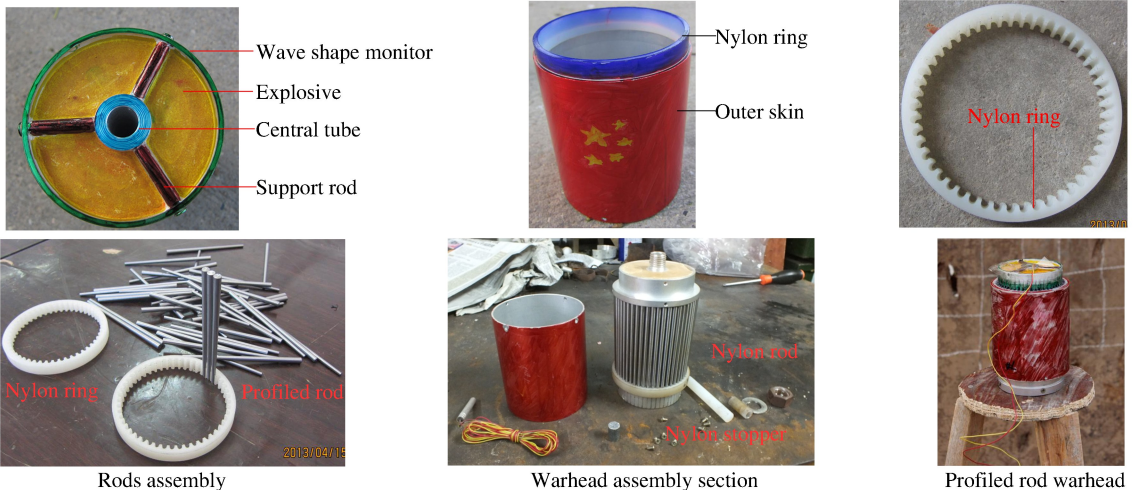 Wave shape monitor
Explosive
Central tube
Support rod
Nylon ring
Outer skin
Nylon ring
Nylon ring
Profiled rod
2013/04/15
Rods assembly
Nylon rod
Nylon stopper
Warhead assembly section
Profiled rod warhead